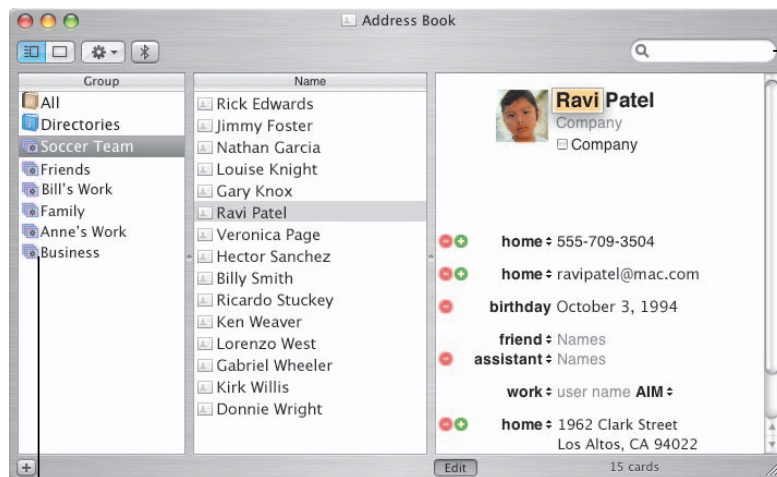 Address Book
Group
All
Directories
Soccer Team
Friends
Bill's Work
Family
Anne's Work
Business
Name
Rick Edwards
Jimmy Foster
Nathan Garcia
Louise Knight
Gary Knox
Ravi Patel
Veronica Page
Hector Sanchez
Billy Smith
Ricardo Stuckey
Ken Weaver
Lorenzo West
Gabriel Wheeler
Kirk Willis
Donnie Wright
Ravi Patel
Company
Company
home 555-709-3504
home ravipatel@mac.com
birthday October 3, 1994
friend Names
assistant Names
work user name AIM
home 1962 Clark Street
Los Altos, CA 94022
Edit
15 cards